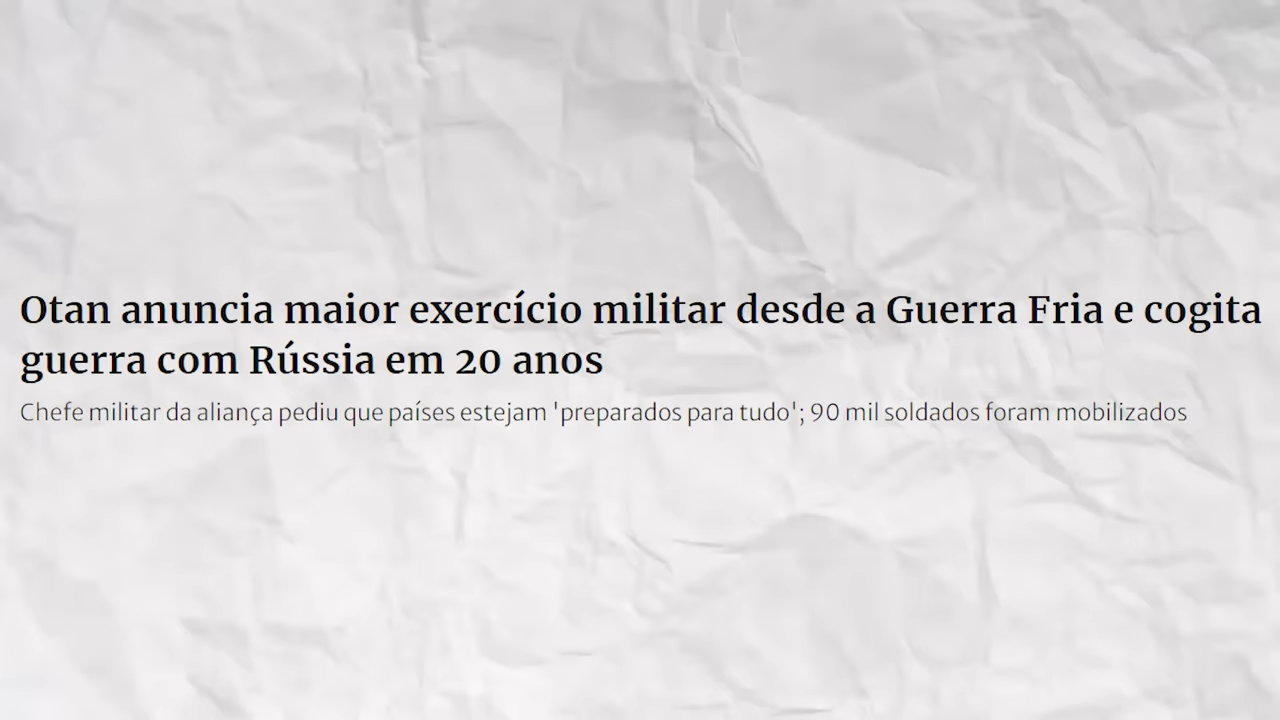 Otan anuncia maior exercício militar desde a Guerra Fria e cogita
guerra com Rússia em 20 anos
Chefe militar da aliança pediu que países estejam 'preparados para tudo'; 90 mil soldados foram mobilizados